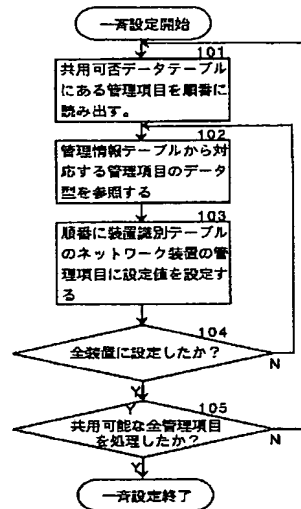 一斉設定開始
101
共用可否データテーブル
にある管理項目を順番に
読み出す。
102
管理情報テーブルから対
応する管理項目のデータ
型を参照する
103
順番に装置識別テーブル
のネットワーク装置の管
理項目に設定値を設定す
る
104
全装置に設定したか?
N
Y
Y
105
共用可能な全管理項目
を処理したか?
N
Y
一斉設定終了